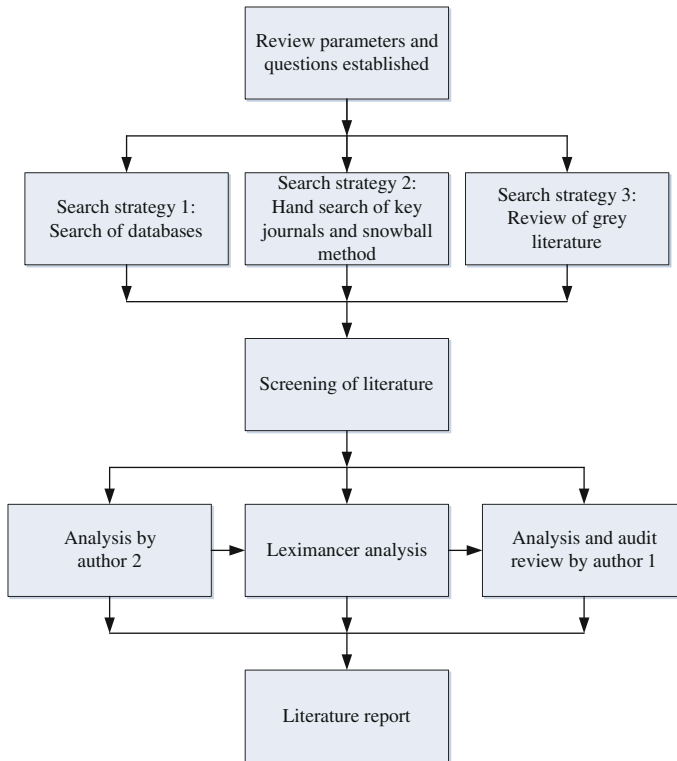 Review parameters and
questions established
Search strategy 1:
Search of databases
Search strategy 2:
Hand search of key
journals and snowball
method
Search strategy 3:
Review of grey
literature
Screening of literature
Analysis by
author 2
Leximancer analysis
Analysis and audit
review by author 1
Literature report